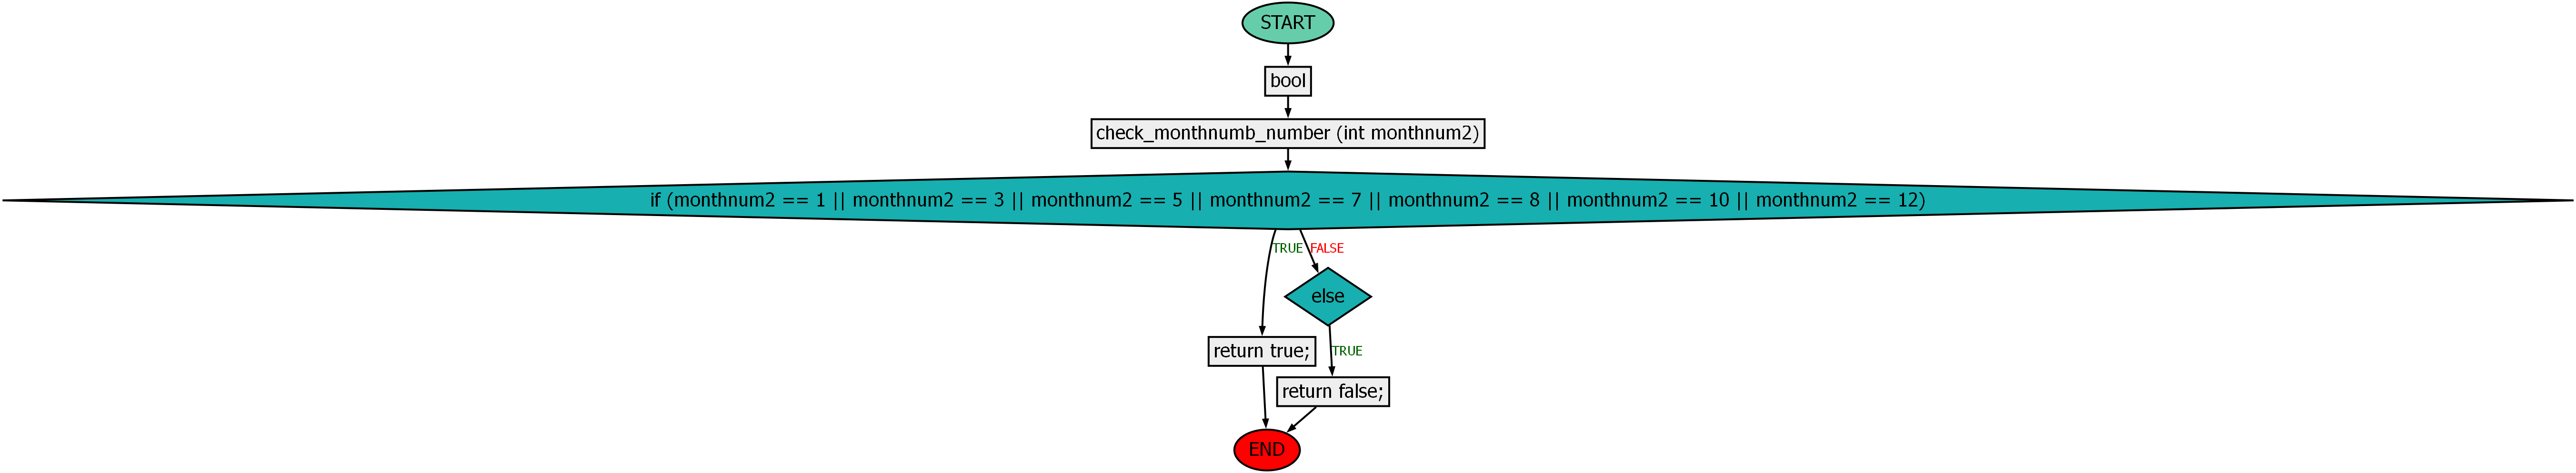 START
bool
check_monthnumb_number (int monthnum2)
if (monthnum2 == 1 || monthnum2 == 3 || monthnum2 == 5 || monthnum2 == 7 || monthnum2 == 8 || monthnum2 == 10 || monthnum2 == 12)
TRUE
FALSE
else
return true;
TRUE
return false;
END